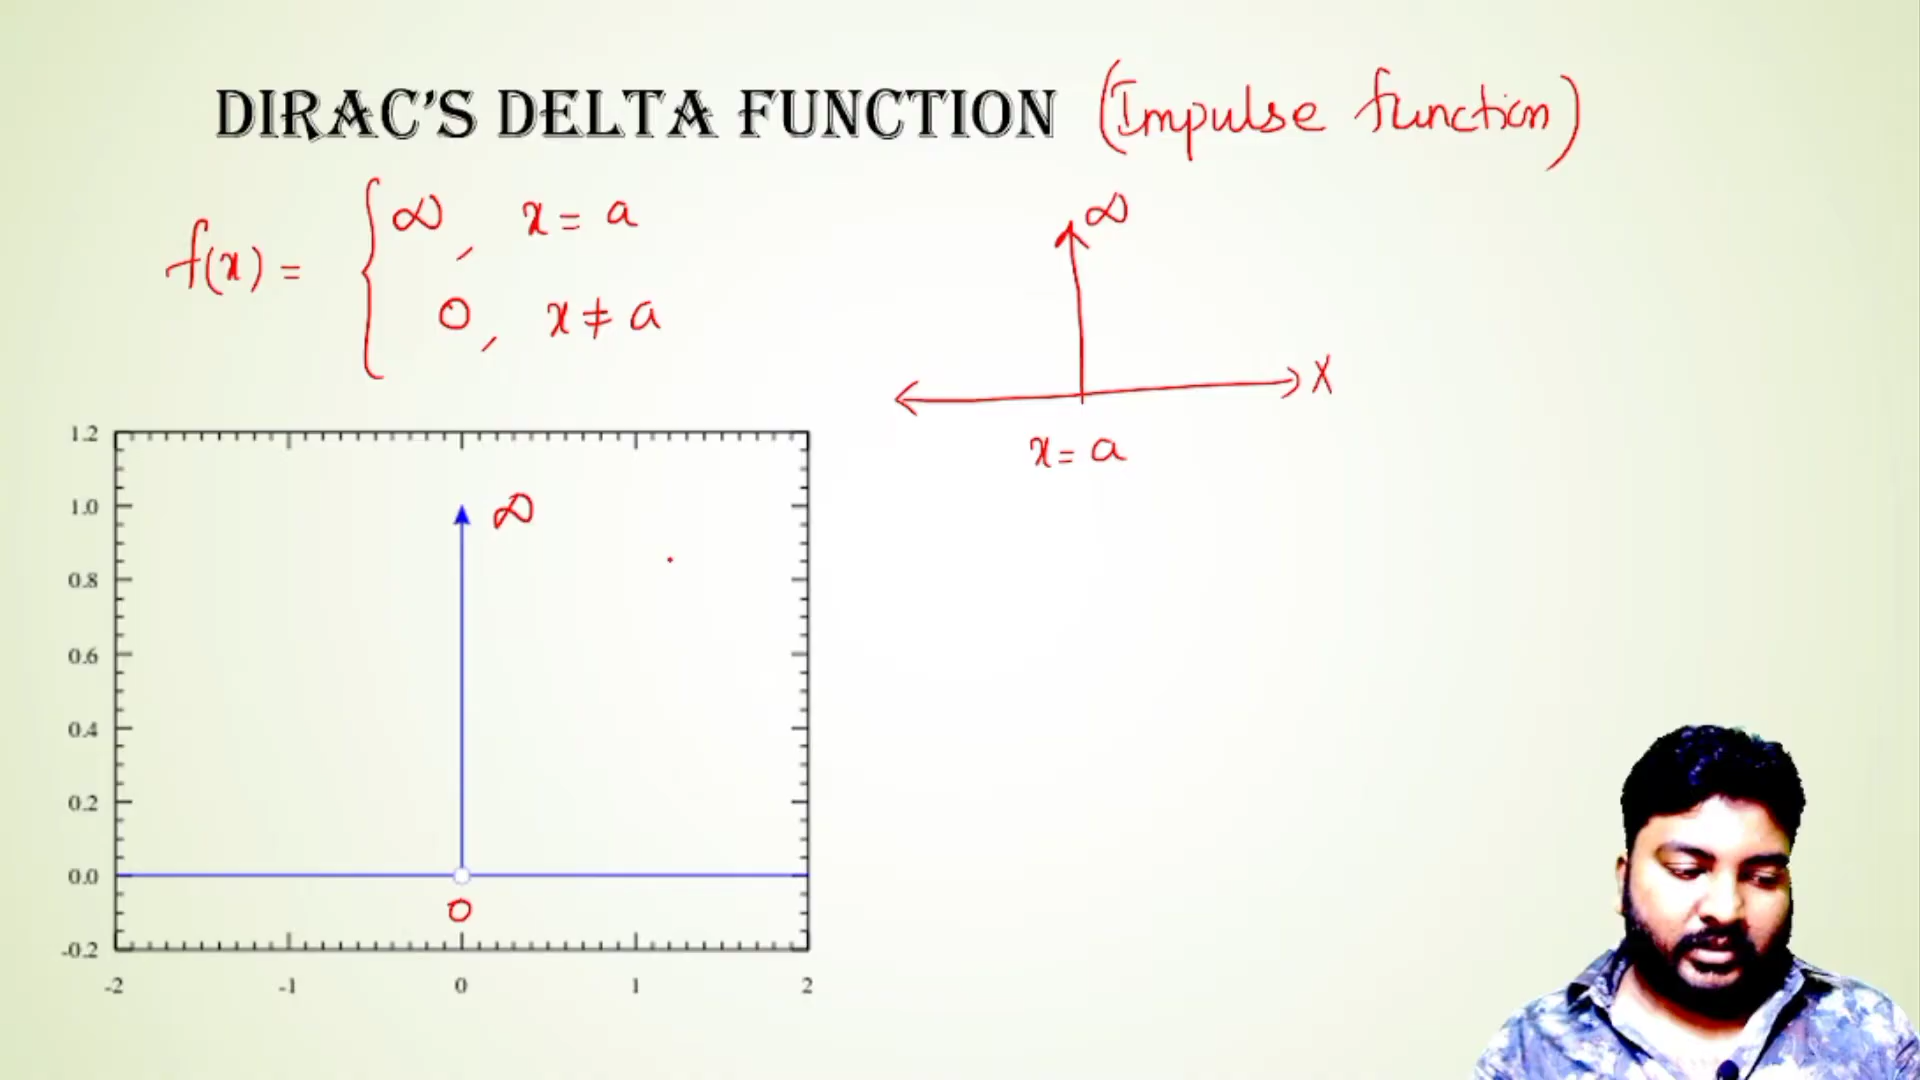 DIRAC'S DELTA FUNCTION (Impulse function)
f(x) = { ∞, x = a
0, x ≠ a
∞
X
x = a
1.2
1.0
∞
0.8
0.6
0.4
0.2
0.0
0
-0.2
-2 -1 0 1 2